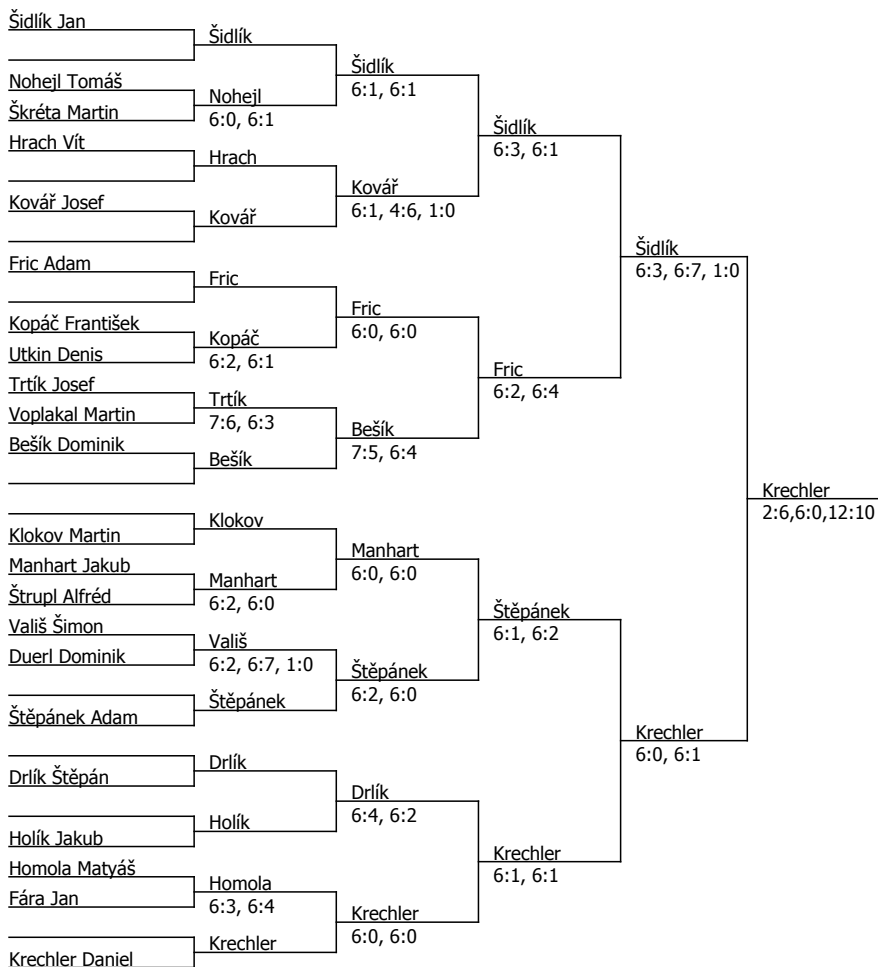 Šidlík Jan
Šidlík
Šidlík
6:1, 6:1
Nohejl Tomáš
Nohejl
6:0, 6:1
Škréta Martin
Šidlík
6:3, 6:1
Hrach Vít
Hrach
Kovář
6:1, 4:6, 1:0
Kovář Josef
Kovář
Šidlík
6:3, 6:7, 1:0
Fric Adam
Fric
Fric
6:0, 6:0
Kopáč František
Kopáč
6:2, 6:1
Utkin Denis
Fric
6:2, 6:4
Trtík Josef
Trtík
7:6, 6:3
Voplakal Martin
Bešík
7:5, 6:4
Bešík Dominik
Bešík
Krechler
2:6,6:0,12:10
Klokov
Klokov Martin
Manhart
6:0, 6:0
Manhart Jakub
Manhart
6:2, 6:0
Štrupl Alfréd
Štěpánek
6:1, 6:2
Vališ Šimon
Vališ
6:2, 6:7, 1:0
Duerl Dominik
Štěpánek
6:2, 6:0
Štěpánek
Štěpánek Adam
Krechler
6:0, 6:1
Drlík
Drlík Štěpán
Drlík
6:4, 6:2
Holík
Holík Jakub
Krechler
6:1, 6:1
Homola Matyáš
Homola
6:3, 6:4
Fára Jan
Krechler
6:0, 6:0
Krechler
Krechler Daniel